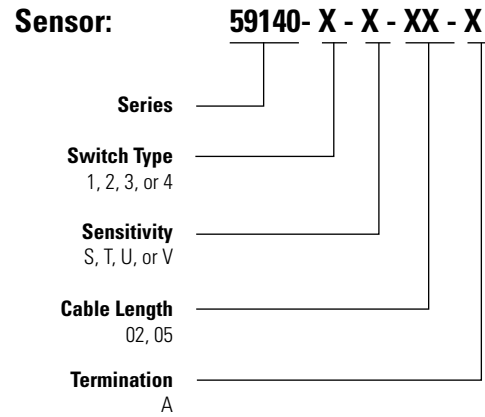 Sensor: 59140- X - X - XX - X
Series
Switch Type
1, 2, 3, or 4
Sensitivity
S, T, U, or V
Cable Length
02, 05
Termination
A